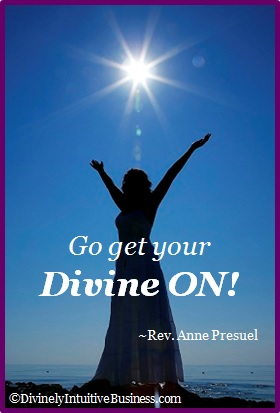 Go get your
Divine ON!
~Rev. Anne Presuel
©DivinelyIntuitiveBusiness.com